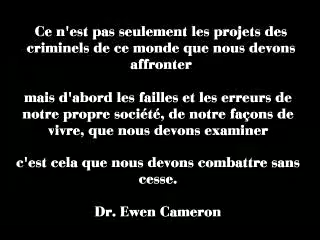 Ce n'est pas seulement les projets des
criminels de ce monde que nous devons
affronter
mais d'abord les failles et les erreurs de
notre propre société, de notre façons de
vivre, que nous devons examiner
c'est cela que nous devons combattre sans
cesse.
Dr. Ewen Cameron